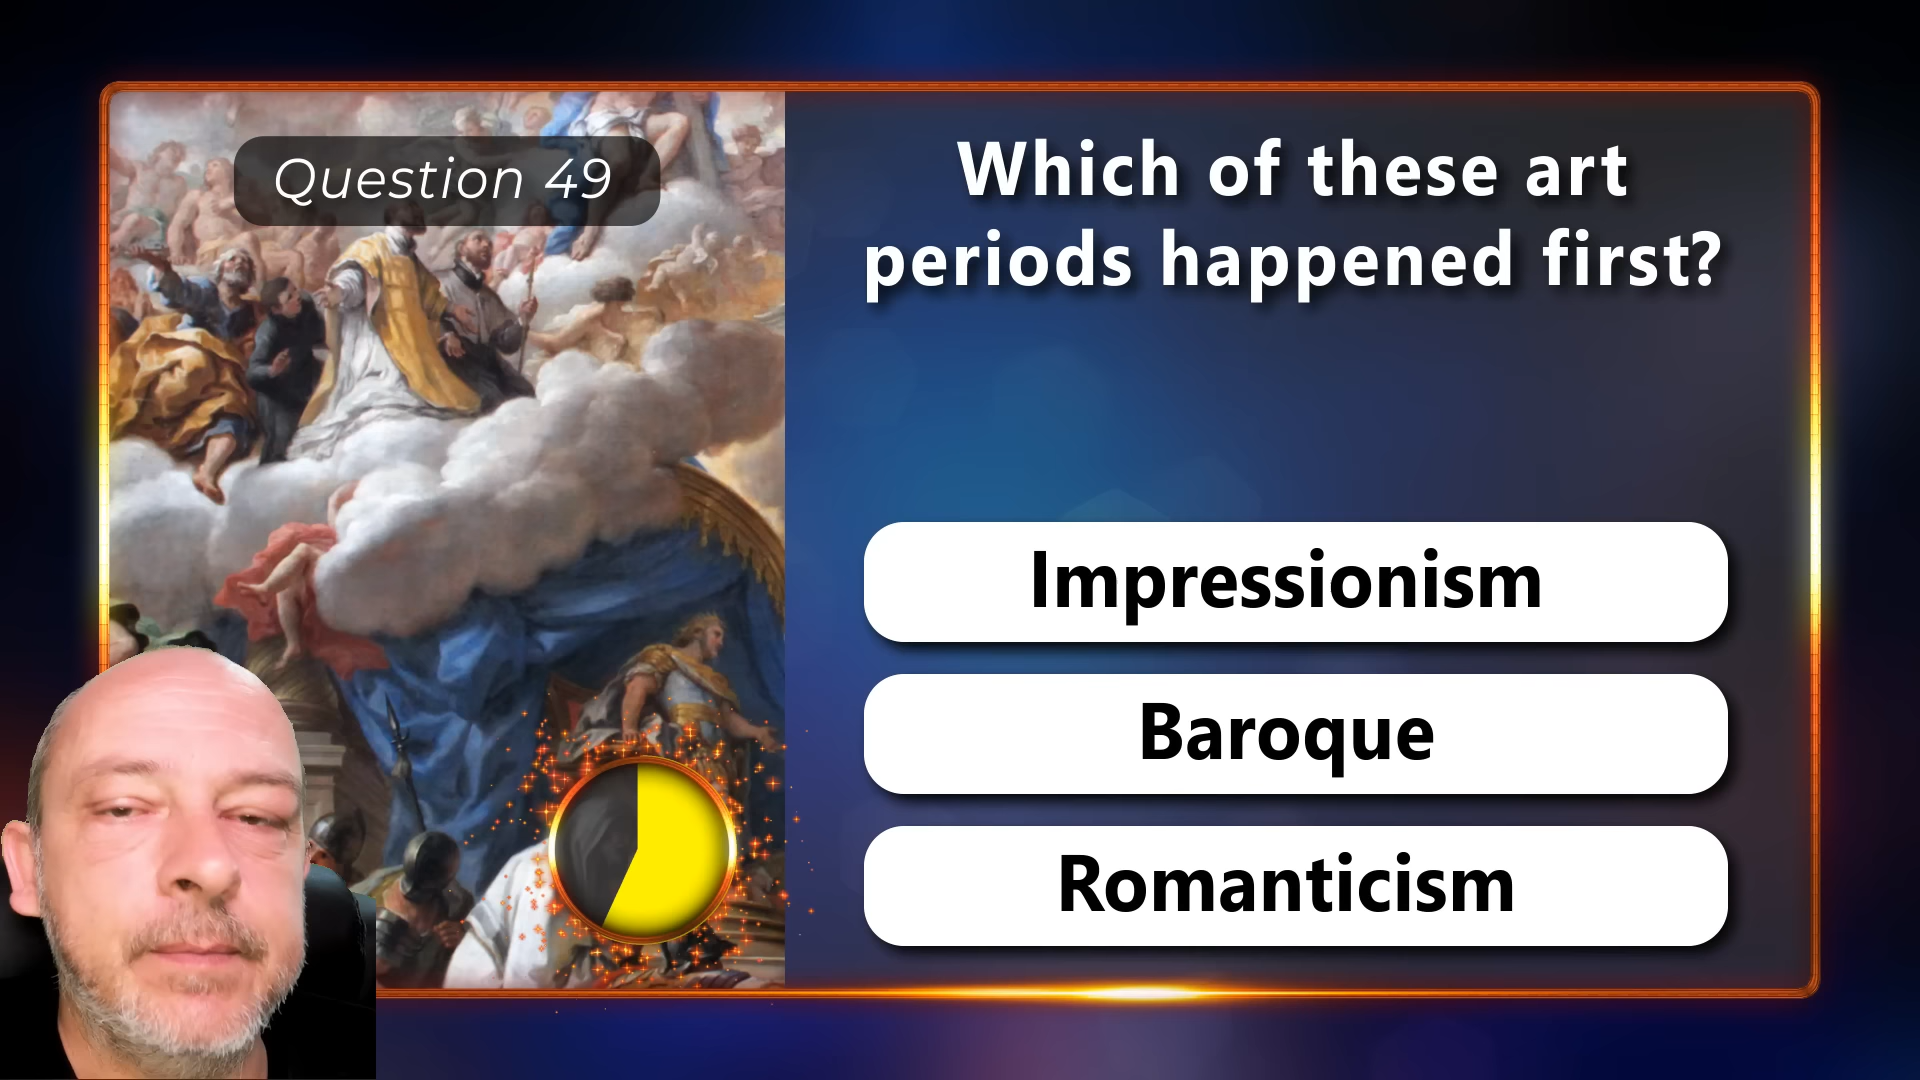 Question 49
Which of these art
periods happened first?
Impressionism
Baroque
Romanticism